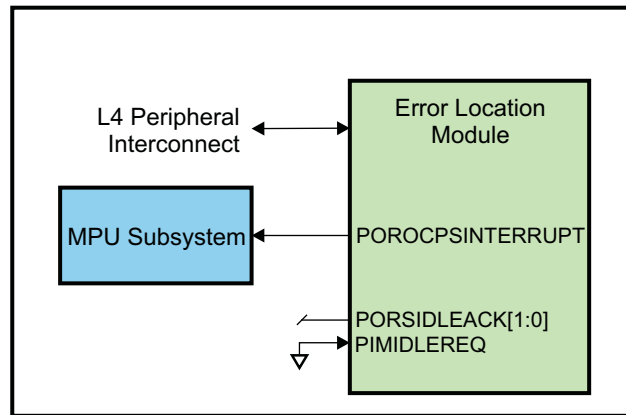 L4 Peripheral
Interconnect
Error Location
Module
MPU Subsystem
POROCPSINTERRUPT
PORSIDLEACK[1:0]
PIMIDLEREQ